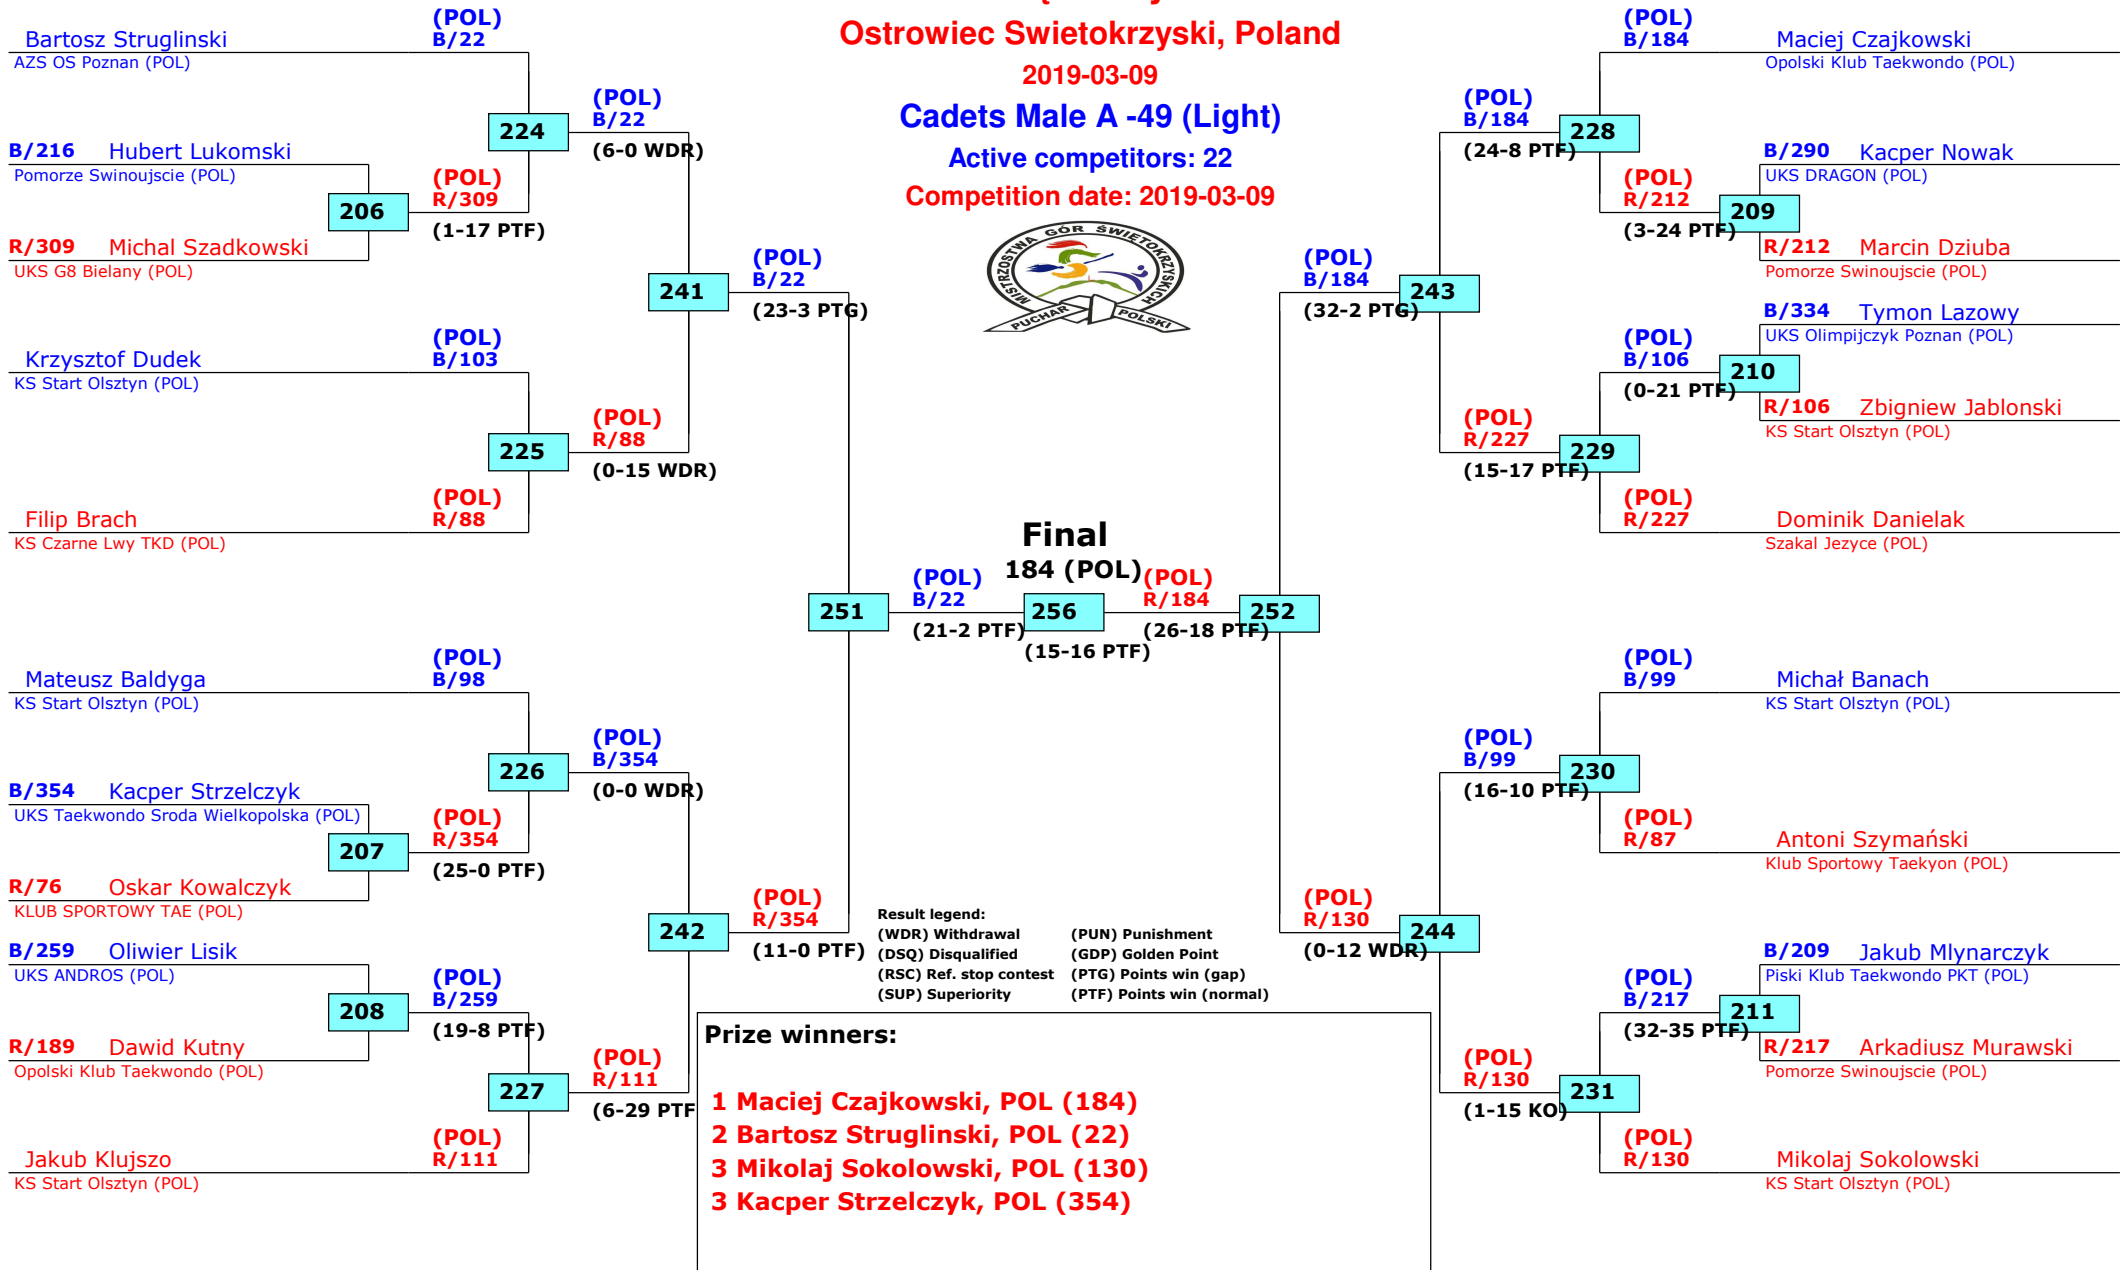 Ostrowiec Swietokrzyski, Poland
2019-03-09
Cadets Male A -49 (Light)
Active competitors: 22
Competition date: 2019-03-09
MISTRZOSTWA GÓR ŚWIĘTOKRZYSKICH
PUCHAR POLSKI
Bartosz Struglinski
AZS OS Poznan (POL)
(POL)
B/22
B/216 Hubert Lukomski
Pomorze Swinoujscie (POL)
R/309 Michal Szadkowski
UKS G8 Bielany (POL)
206
(POL)
R/309
(1-17 PTF)
224
(POL)
B/22
(6-0 WDR)
Krzysztof Dudek
KS Start Olsztyn (POL)
(POL)
B/103
Filip Brach
KS Czarne Lwy TKD (POL)
(POL)
R/88
225
(POL)
R/88
(0-15 WDR)
241
(POL)
B/22
(23-3 PTG)
Mateusz Baldyga
KS Start Olsztyn (POL)
(POL)
B/98
B/354 Kacper Strzelczyk
UKS Taekwondo Sroda Wielkopolska (POL)
R/76 Oskar Kowalczyk
KLUB SPORTOWY TAE (POL)
207
(POL)
R/354
(25-0 PTF)
226
(POL)
B/354
(0-0 WDR)
B/259 Oliwier Lisik
UKS ANDROS (POL)
R/189 Dawid Kutny
Opolski Klub Taekwondo (POL)
208
(POL)
B/259
(19-8 PTF)
Jakub Klujszo
KS Start Olsztyn (POL)
(POL)
R/111
227
(POL)
R/111
(6-29 PTF
242
(POL)
R/354
(11-0 PTF)
251
(POL)
B/22
(21-2 PTF)
Final
184 (POL)
256
(15-16 PTF)
(POL)
R/184
(26-18 PTF)
252
(POL)
B/184
(32-2 PTG)
243
(POL)
B/184
(24-8 PTF)
228
(POL)
B/184
Maciej Czajkowski
Opolski Klub Taekwondo (POL)
(POL)
R/212
(3-24 PTF)
209
B/290 Kacper Nowak
UKS DRAGON (POL)
R/212 Marcin Dziuba
Pomorze Swinoujscie (POL)
(POL)
R/227
(15-17 PTF)
229
(POL)
B/106
(0-21 PTF)
210
B/334 Tymon Lazowy
UKS Olimpijczyk Poznan (POL)
R/106 Zbigniew Jablonski
KS Start Olsztyn (POL)
(POL)
R/227
Dominik Danielak
Szakal Jezyce (POL)
(POL)
R/130
(0-12 WDR)
244
(POL)
B/99
(16-10 PTF)
230
(POL)
B/99
Michał Banach
KS Start Olsztyn (POL)
(POL)
R/87
Antoni Szymański
Klub Sportowy Taekyon (POL)
(POL)
R/130
(1-15 KO)
231
(POL)
B/217
(32-35 PTF)
211
B/209 Jakub Mlynarczyk
Piski Klub Taekwondo PKT (POL)
R/217 Arkadiusz Murawski
Pomorze Swinoujscie (POL)
(POL)
R/130
Mikolaj Sokolowski
KS Start Olsztyn (POL)
Result legend:
(WDR) Withdrawal (PUN) Punishment
(DSQ) Disqualified (GDP) Golden Point
(RSC) Ref. stop contest (PTG) Points win (gap)
(SUP) Superiority (PTF) Points win (normal)
Prize winners:
1 Maciej Czajkowski, POL (184)
2 Bartosz Struglinski, POL (22)
3 Mikolaj Sokolowski, POL (130)
3 Kacper Strzelczyk, POL (354)